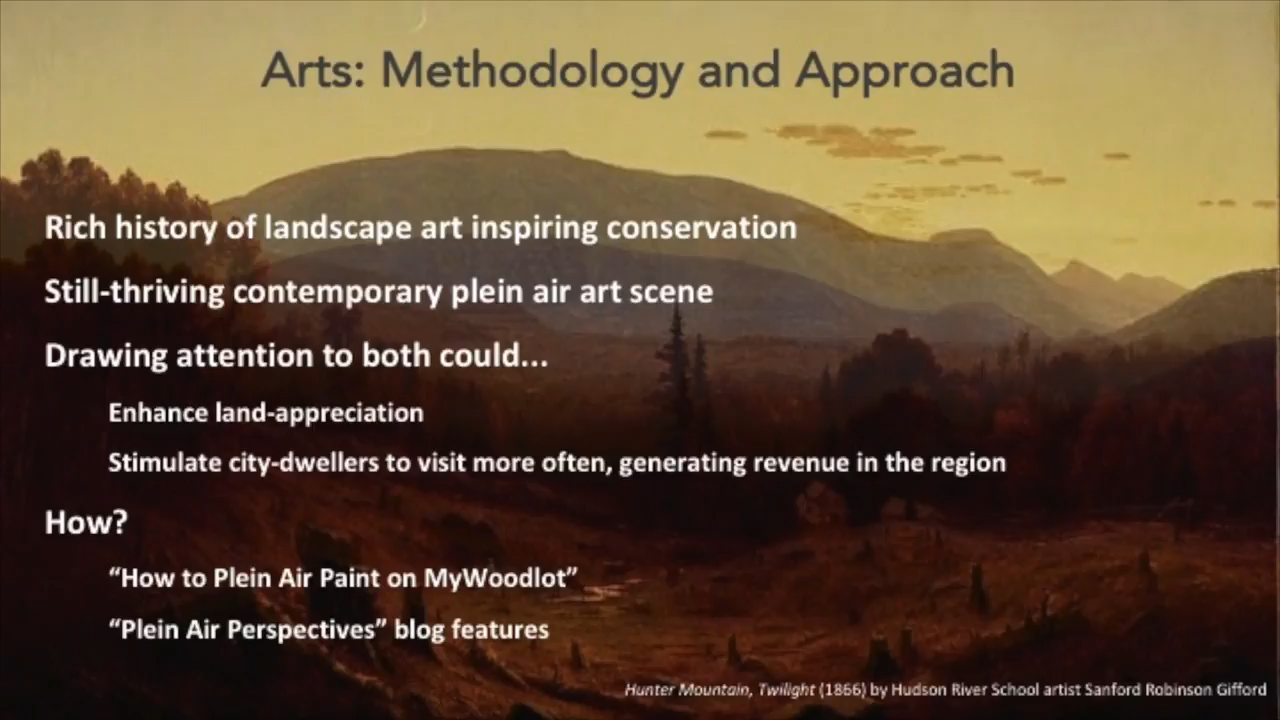 Arts: Methodology and Approach
Rich history of landscape art inspiring conservation
Still-thriving contemporary plein air art scene
Drawing attention to both could...
Enhance land-appreciation
Stimulate city-dwellers to visit more often, generating revenue in the region
How?
“How to Plein Air Paint on MyWoodlot”
“Plein Air Perspectives” blog features
Hunter Mountain, Twilight (1866) by Hudson River School artist Sanford Robinson Gifford